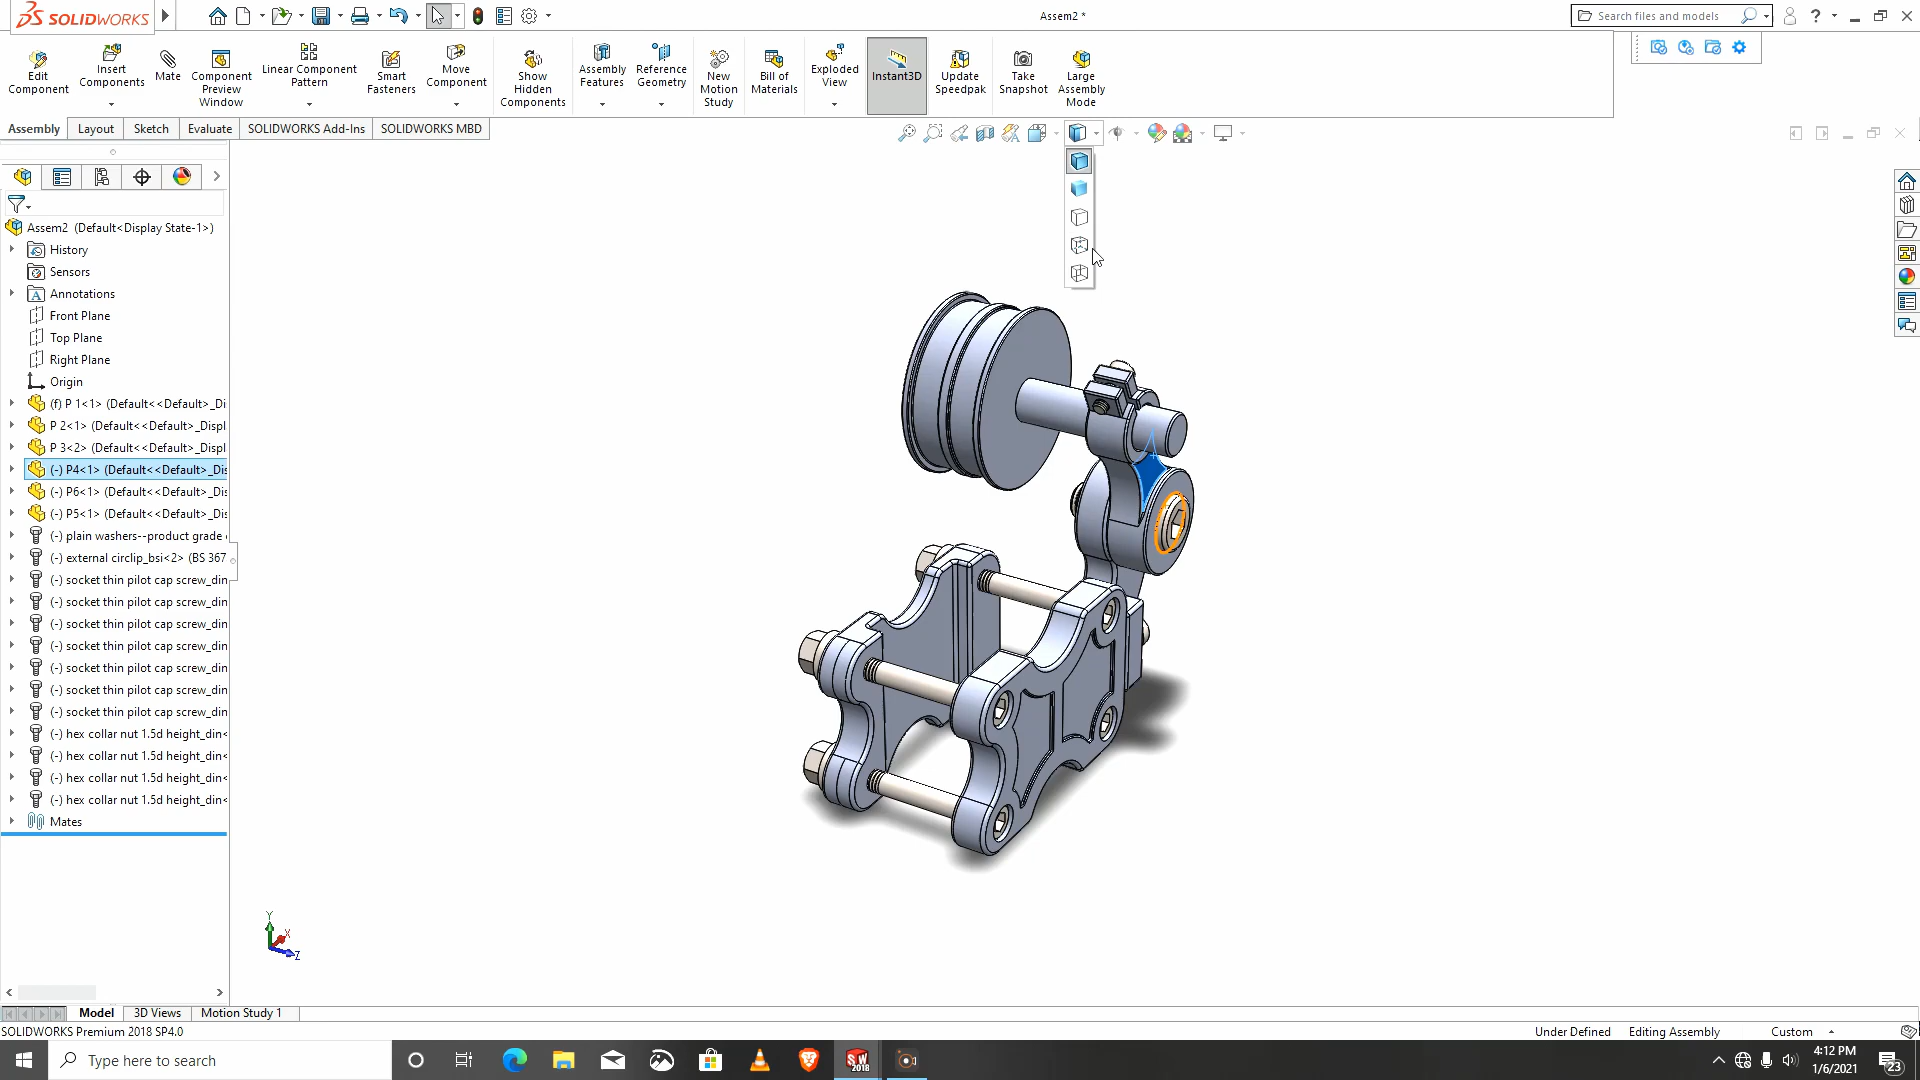 SOLIDWORKS
Assem2 *
Search files and models
Edit
Component
Insert
Components
Mate
Component
Preview
Window
Linear Component
Pattern
Smart
Fasteners
Move
Component
Show
Hidden
Components
Assembly
Features
Reference
Geometry
New
Motion
Study
Bill of
Materials
Exploded
View
Instant3D
Update
Speedpak
Take
Snapshot
Large
Assembly
Mode
Assembly
Layout
Sketch
Evaluate
SOLIDWORKS Add-Ins
SOLIDWORKS MBD
Assem2 (Default<Display State-1>)
History
Sensors
Annotations
Front Plane
Top Plane
Right Plane
Origin
(f) P 1<1> (Default<<Default>_Di
P 2<1> (Default<<Default>_Displ
P 3<2> (Default<<Default>_Displ
(-) P4<1> (Default<<Default>_Dis
(-) P6<1> (Default<<Default>_Dis
(-) P5<1> (Default<<Default>_Dis
(-) plain washers--product grade
(-) external circlip_bsi<2> (BS 367
(-) socket thin pilot cap screw_din
(-) socket thin pilot cap screw_din
(-) socket thin pilot cap screw_din
(-) socket thin pilot cap screw_din
(-) socket thin pilot cap screw_din
(-) socket thin pilot cap screw_din
(-) socket thin pilot cap screw_din
(-) hex collar nut 1.5d height_din<
(-) hex collar nut 1.5d height_din<
(-) hex collar nut 1.5d height_din<
(-) hex collar nut 1.5d height_din<
Mates
Y
X
Z
Model
3D Views
Motion Study 1
SOLIDWORKS Premium 2018 SP4.0
Under Defined
Editing Assembly
Custom
Type here to search
SW
2018
4:12 PM
1/6/2021
23